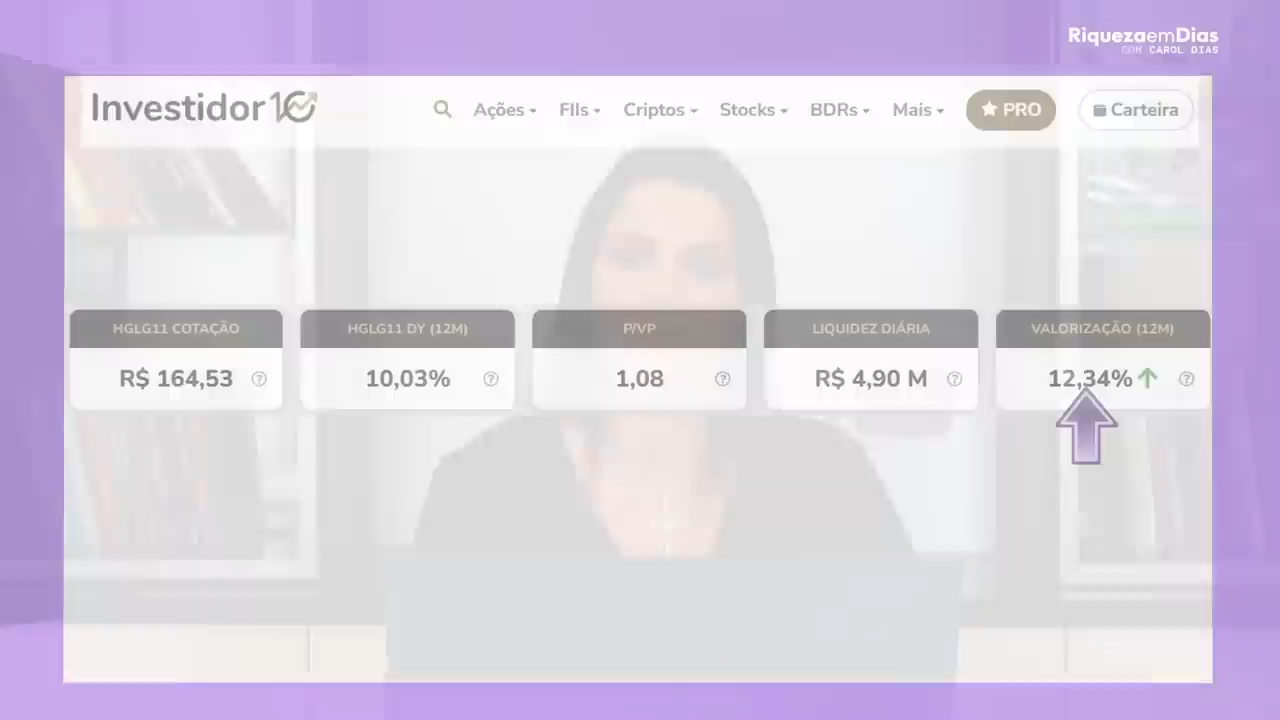 RiquezaemDias
COM CAROL DIAS
Investidor10
Ações FIIs Criptos Stocks BDRs Mais PRO Carteira
HGLG11 COTAÇÃO HGLG11 DY (12M) P/VP LIQUIDEZ DIÁRIA VALORIZAÇÃO (12M)
R$ 164,53 10,03% 1,08 R$ 4,90 M 12,34%